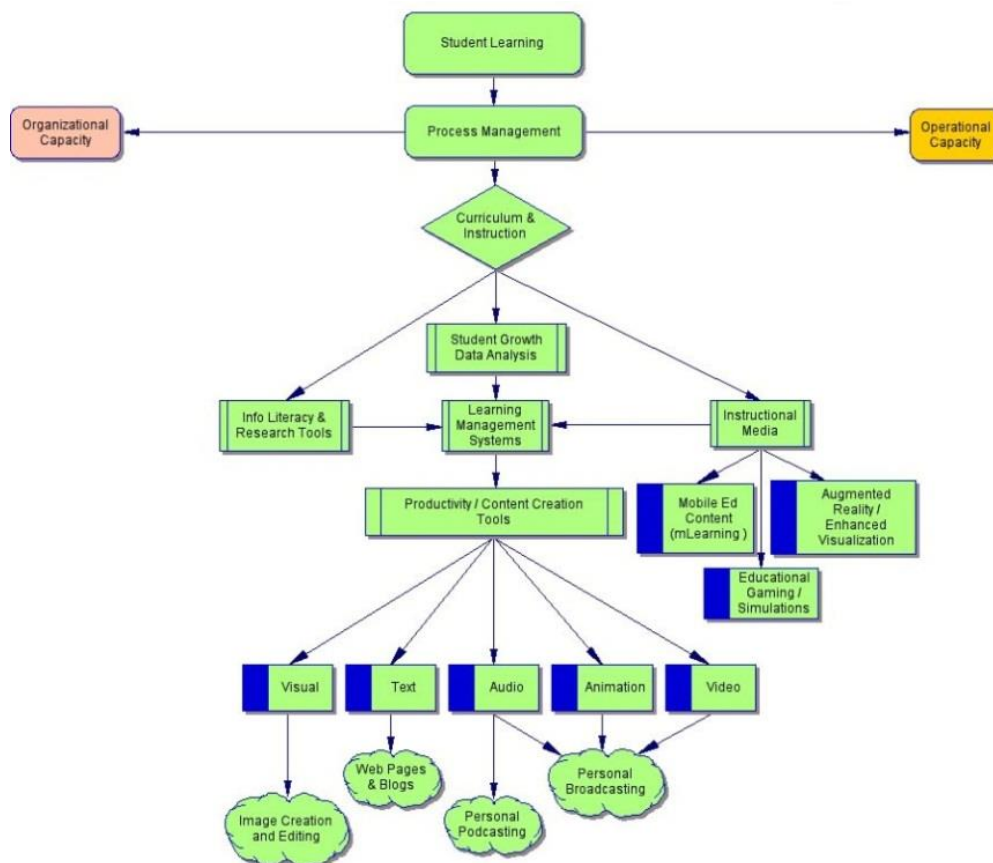 Student Learning
Organizational
Capacity
Process Management
Operational
Capacity
Curriculum &
Instruction
Student Growth
Data Analysis
Info Literacy &
Research Tools
Learning
Management
Systems
Instructional
Media
Productivity / Content Creation
Tools
Mobile Ed
Content
(mLearning )
Augmented
Reality /
Enhanced
Visualization
Educational
Gaming /
Simulations
Visual
Text
Audio
Animation
Video
Web Pages
& Blogs
Personal
Broadcasting
Image Creation
and Editing
Personal
Podcasting